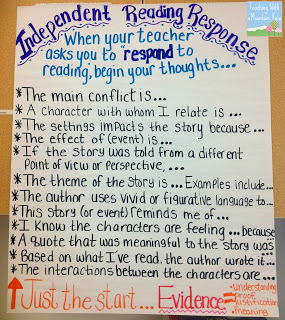 Teaching With
a Mountain View
Independent Reading Response
When your teacher
asks you to "respond" to
reading, begin your thoughts...
*The main conflict is...
*A character with whom I relate is ...
*The settings impacts the story because...
*The effect of (event) is ...
*If the story was told from a different
Point of view or perspective, ...
*The theme of the Story is ... Examples include...
*The author uses vivid or figurative language to...
*This story (or event) reminds me of...
*I know the characters are feeling ... because...
*A quote that was meaningful to the story was...
*Based on what I've read, the author wrote it...
*The interactions between the characters are...
Just the start... Evidence =
•Understanding
•proof
•justification
•Meaning